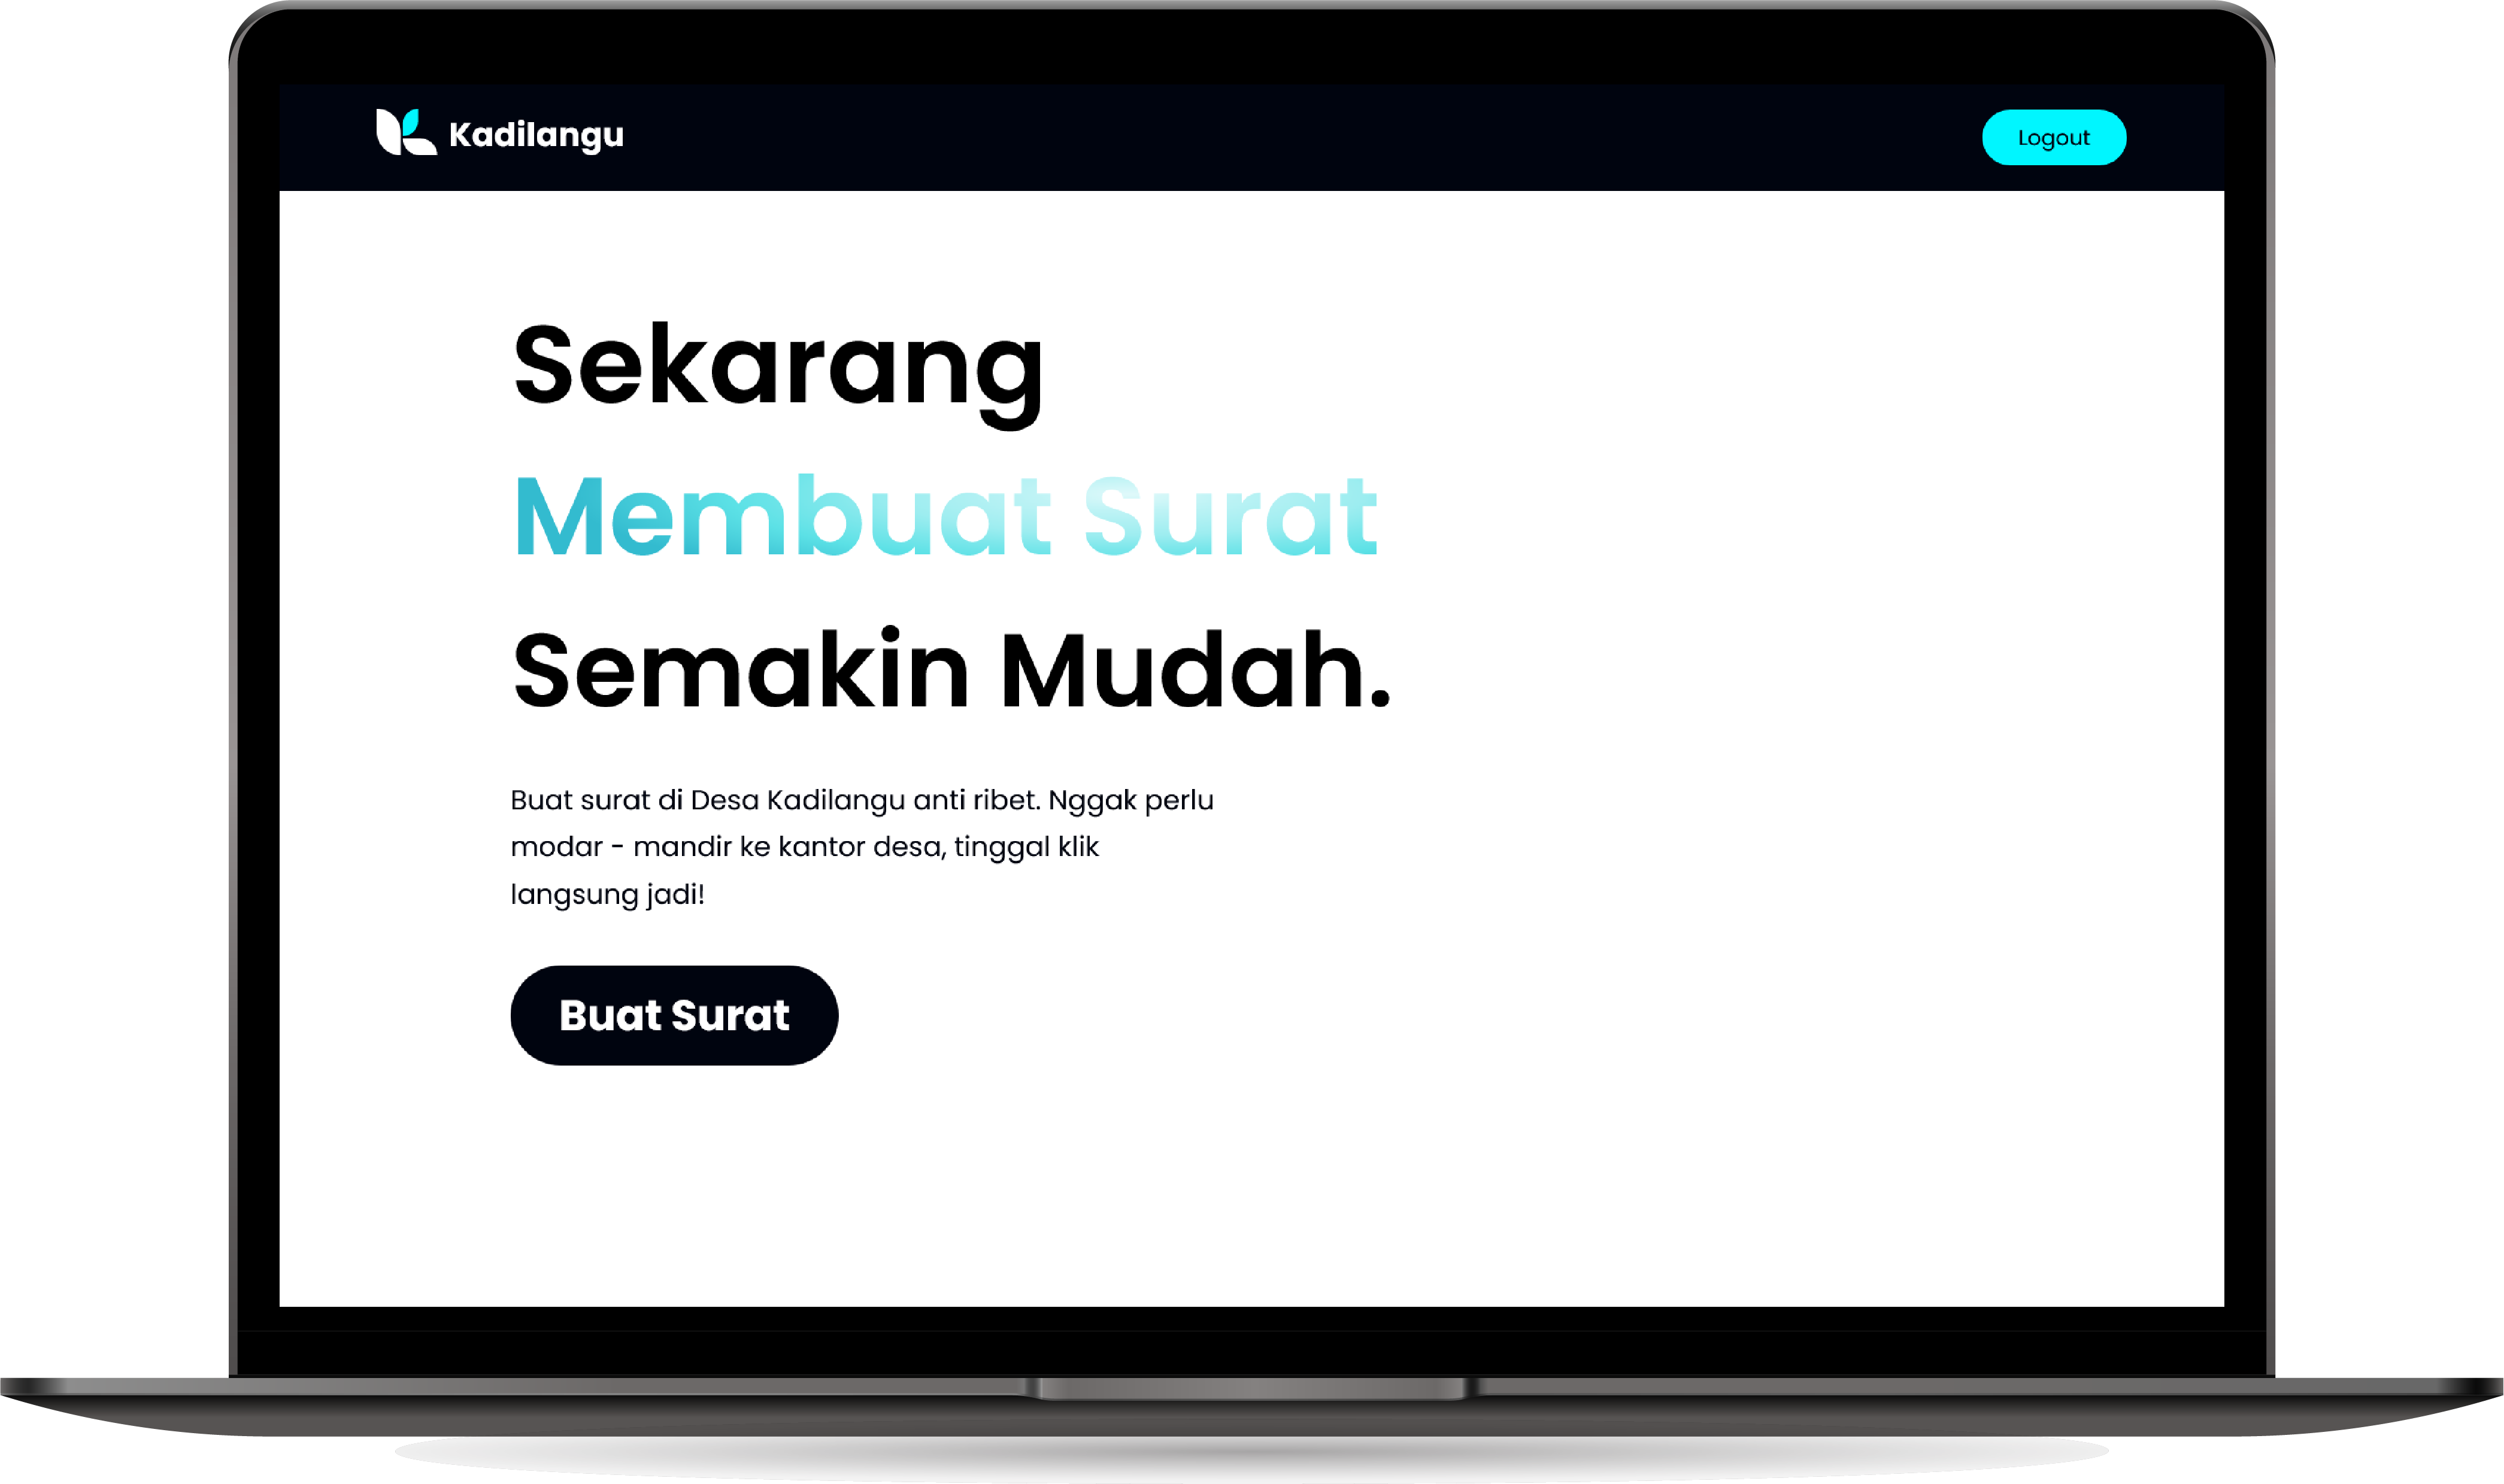 Kadilangu
Logout
Sekarang
Membuat Surat
Semakin Mudah.
Buat surat di Desa Kadilangu anti ribet. Nggak perlu
modar - mandir ke kantor desa, tinggal klik
langsung jadi!
Buat Surat